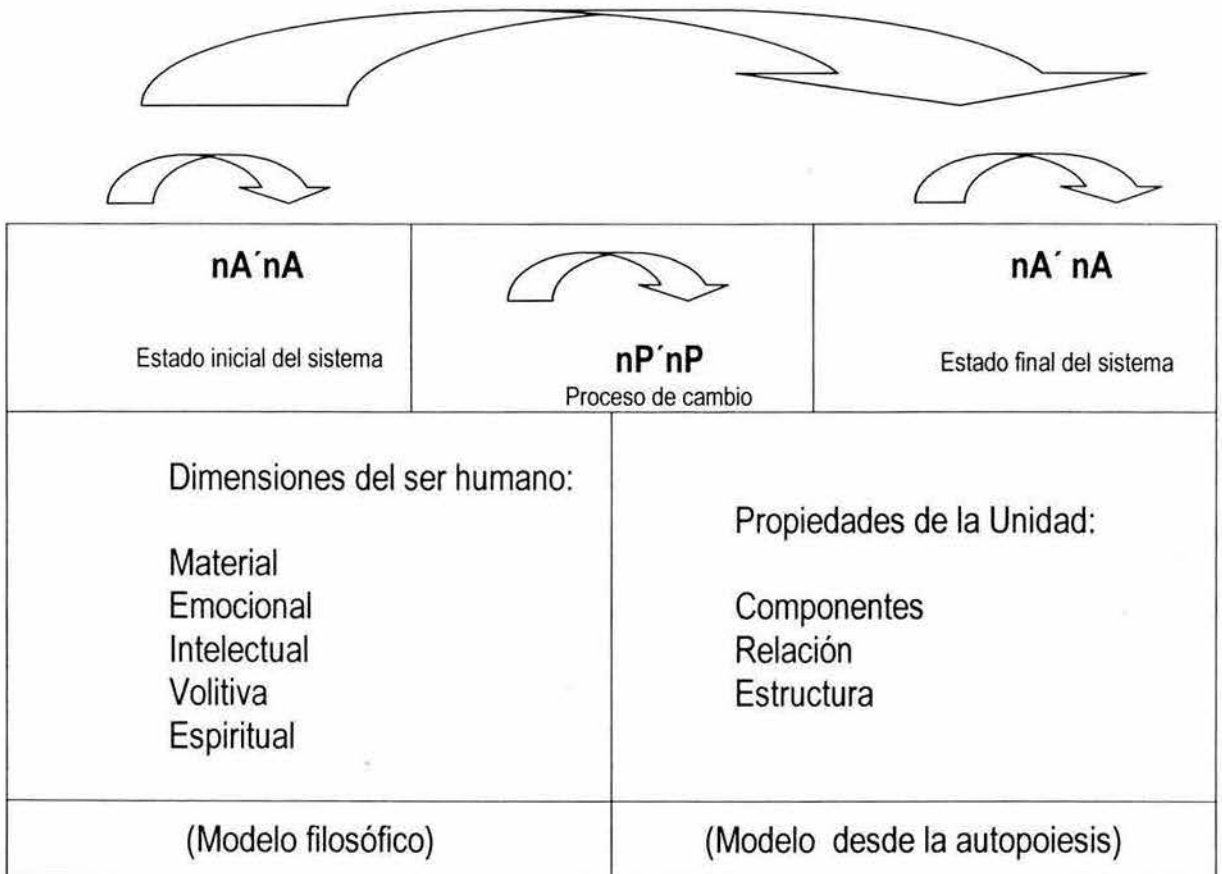 nA´nA
Estado inicial del sistema
nP´nP
Proceso de cambio
nA´ nA
Estado final del sistema
Dimensiones del ser humano:
Material
Emocional
Intelectual
Volitiva
Espiritual
Propiedades de la Unidad:
Componentes
Relación
Estructura
(Modelo filosófico)
(Modelo desde la autopoiesis)